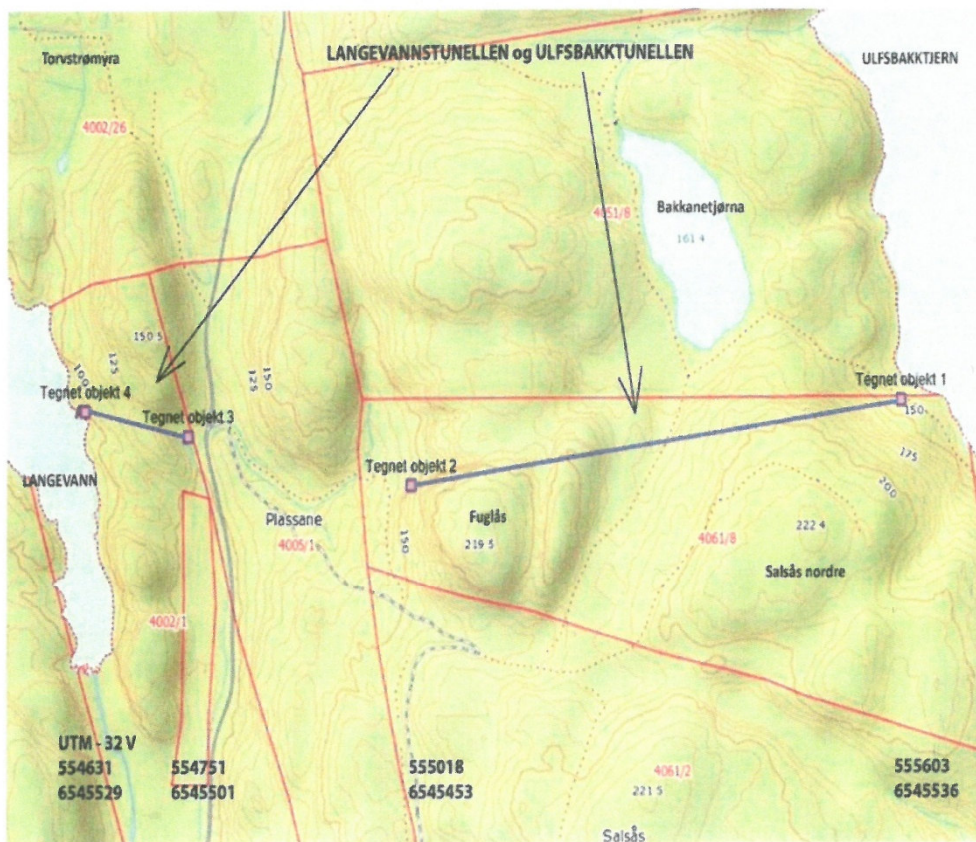 Torvstrømyra
LANGEVANNSTUNELLEN og ULFSBAKKTUNELLEN
ULFSBAKKTJERN
4002/26
4051/8
Bakkanetjørna
161 4
150 5
125
100
150
125
Tegnet objekt 4
Tegnet objekt 3
Tegnet objekt 1
150
175
200
Tegnet objekt 2
LANGEVANN
Plassane
4005/1
150
Fuglås
219 5
4061/8
222 4
Salsås nordre
4002/1
UTM - 32 V
554631 554751 555018 555603
6545529 6545501 6545453 6545536
4061/2
221 5
Salsås